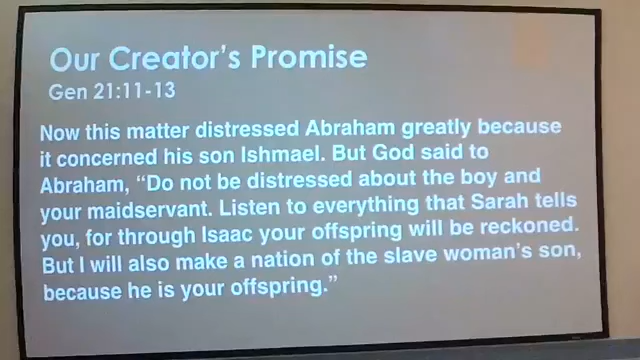 Our Creator's Promise
Gen 21:11-13
Now this matter distressed Abraham greatly because
it concerned his son Ishmael. But God said to
Abraham, “Do not be distressed about the boy and
your maidservant. Listen to everything that Sarah tells
you, for through Isaac your offspring will be reckoned.
But I will also make a nation of the slave woman's son,
because he is your offspring.”